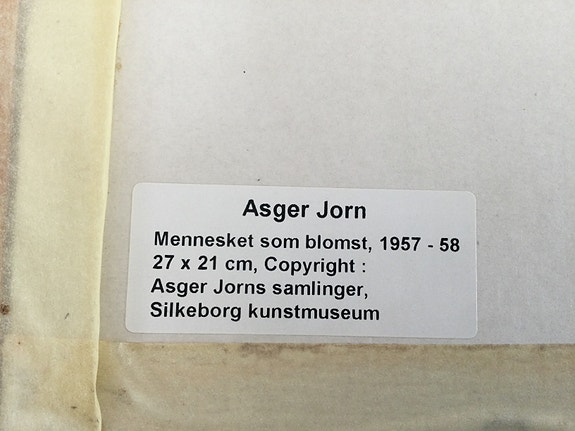 Asger Jorn
Mennesket som blomst, 1957 - 58
27 x 21 cm, Copyright :
Asger Jorns samlinger,
Silkeborg kunstmuseum